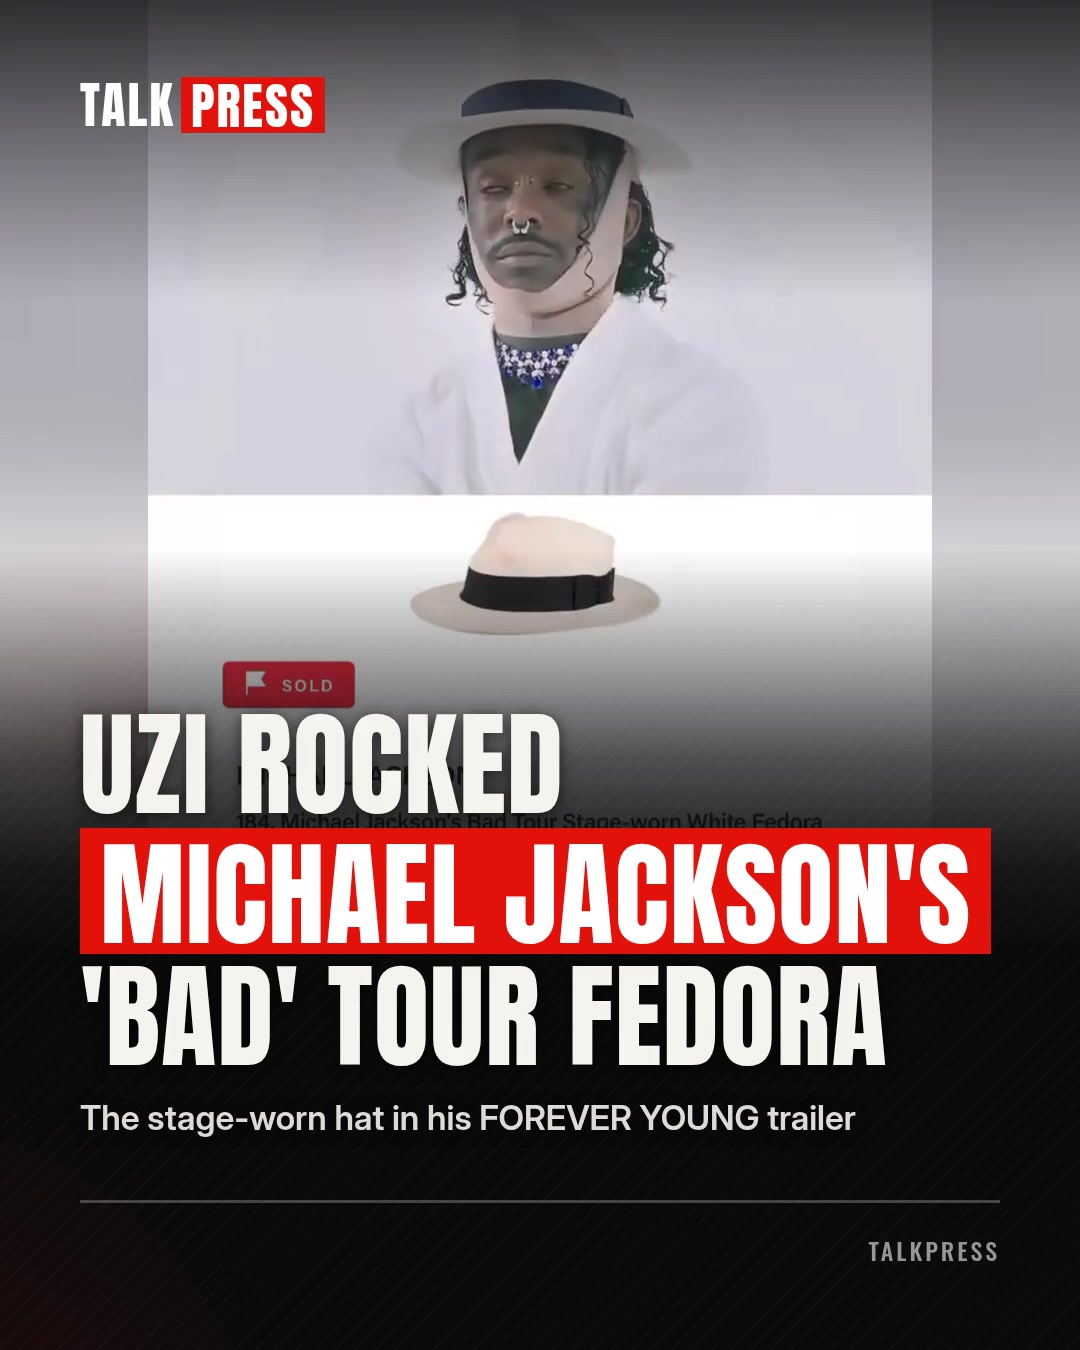 TALK PRESS
SOLD
UZI ROCKED
184. Michael Jackson's Bad Tour Stage-worn White Fedora
MICHAEL JACKSON'S
'BAD' TOUR FEDORA
The stage-worn hat in his FOREVER YOUNG trailer
TALKPRESS